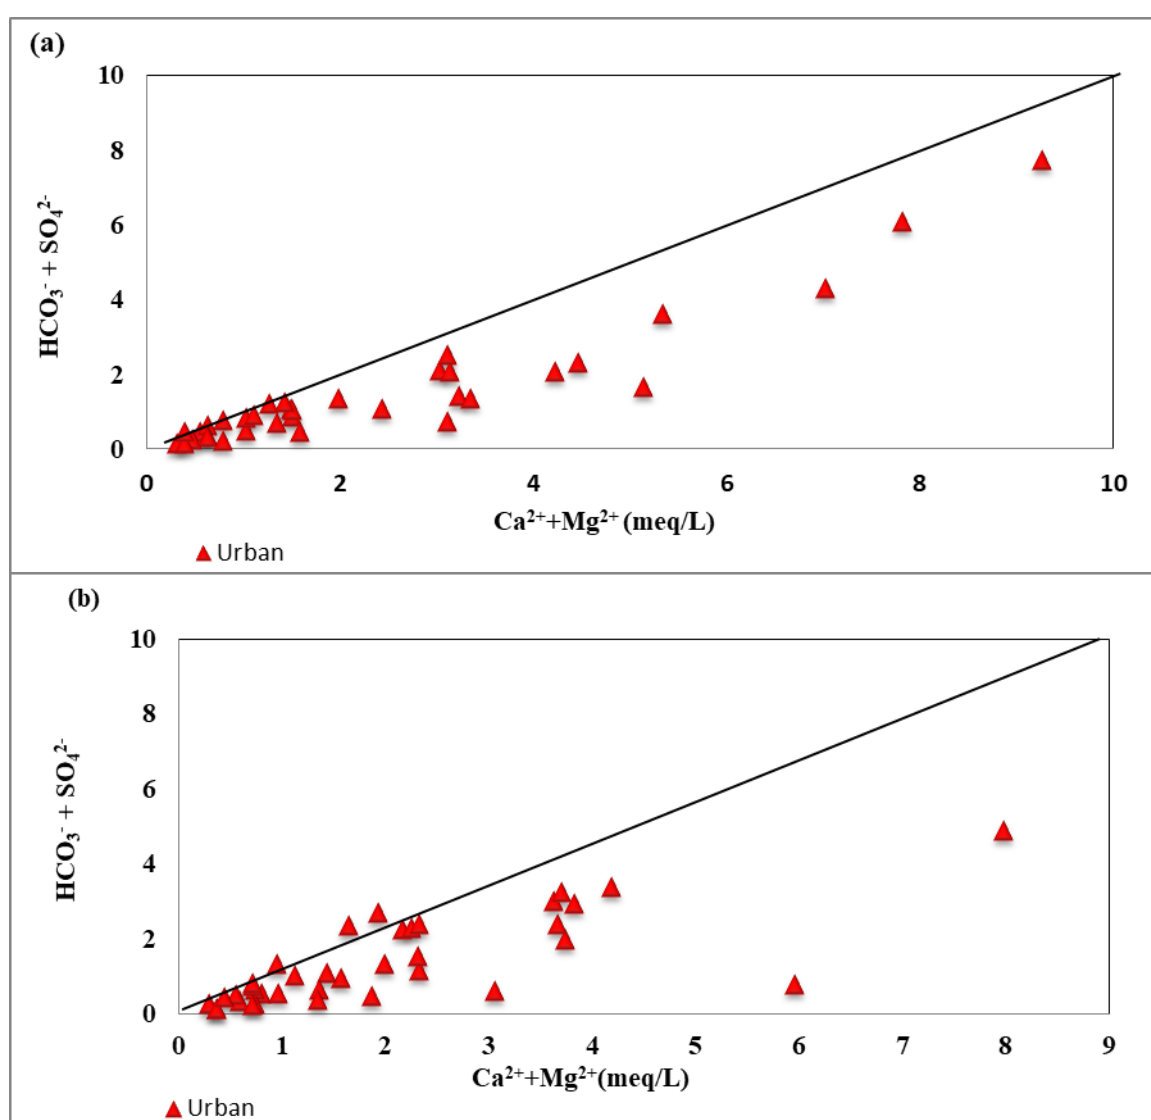 (a)
10
8
6
4
2
0
HCO₃⁻ + SO₄²⁻
0 2 4 6 8 10
Ca²⁺+Mg²⁺ (meq/L)
Urban
(b)
10
8
6
4
2
0
HCO₃⁻ + SO₄²⁻
0 1 2 3 4 5 6 7 8 9
Ca²⁺+Mg²⁺(meq/L)
Urban